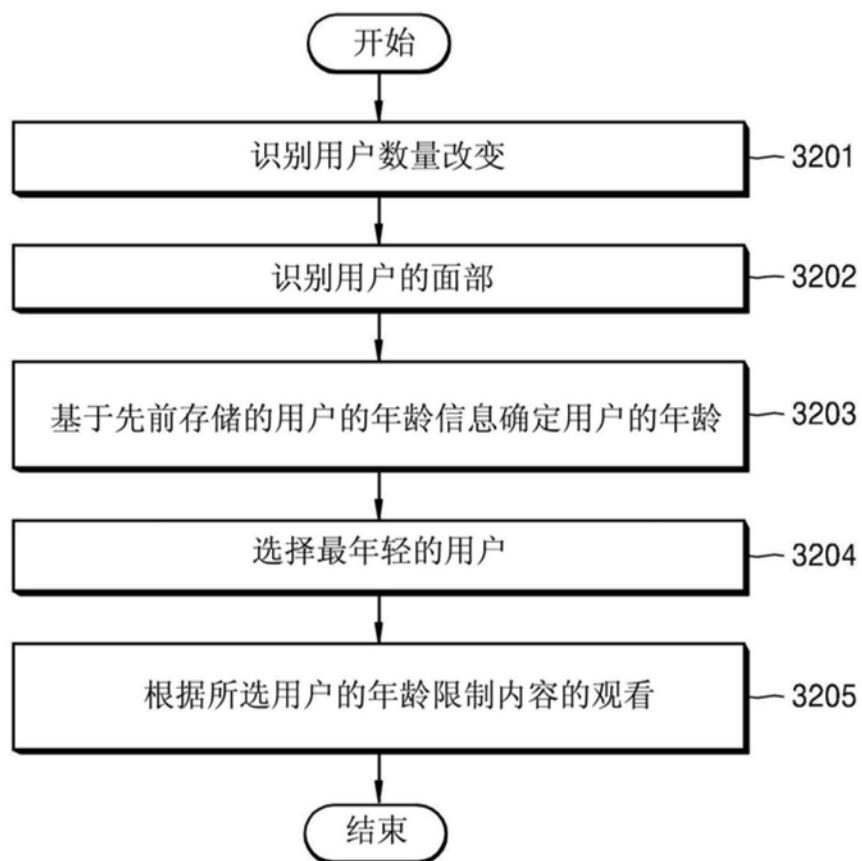 开始
识别用户数量改变
3201
识别用户的面部
3202
基于先前存储的用户的年龄信息确定用户的年龄
3203
选择最年轻的用户
3204
根据所选用户的年龄限制内容的观看
3205
结束